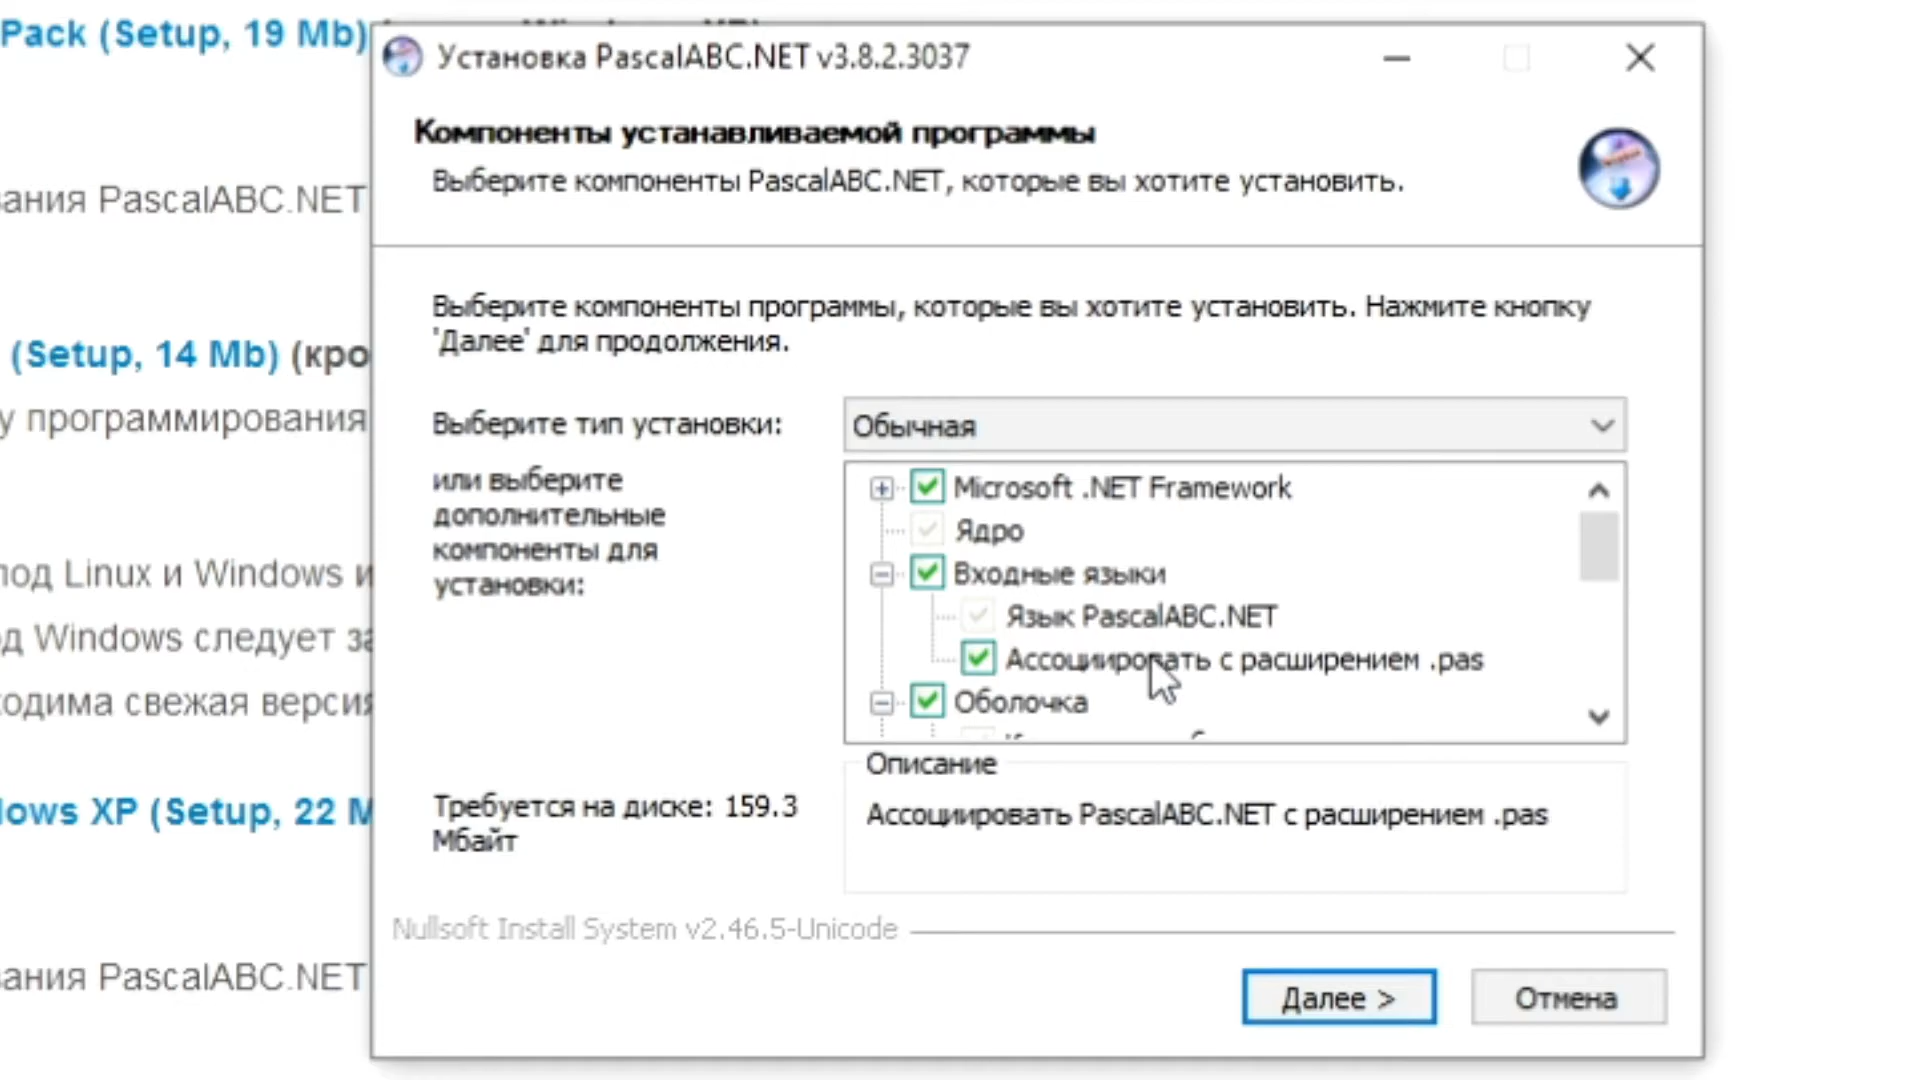 Pack (Setup, 19 Mb)
Установка PascalABC.NET v3.8.2.3037
Компоненты устанавливаемой программы
Выберите компоненты PascalABC.NET, которые вы хотите установить.
PascalABC.NET
Выберите компоненты программы, которые вы хотите установить. Нажмите кнопку
'Далее' для продолжения.
(Setup, 14 Mb) (кро
у программирования
Выберите тип установки:
Обычная
или выберите
дополнительные
компоненты для
установки:
Microsoft .NET Framework
Ядро
Входные языки
Язык PascalABC.NET
Ассоциировать с расширением .pas
Оболочка
под Linux и Windows и
Windows следует за
свежая версия
Описание
Ассоциировать PascalABC.NET с расширением .pas
Требуется на диске: 159.3
Мбайт
lows XP (Setup, 22 M
Nullsoft Install System v2.46.5-Unicode
PascalABC.NET
Далее >
Отмена